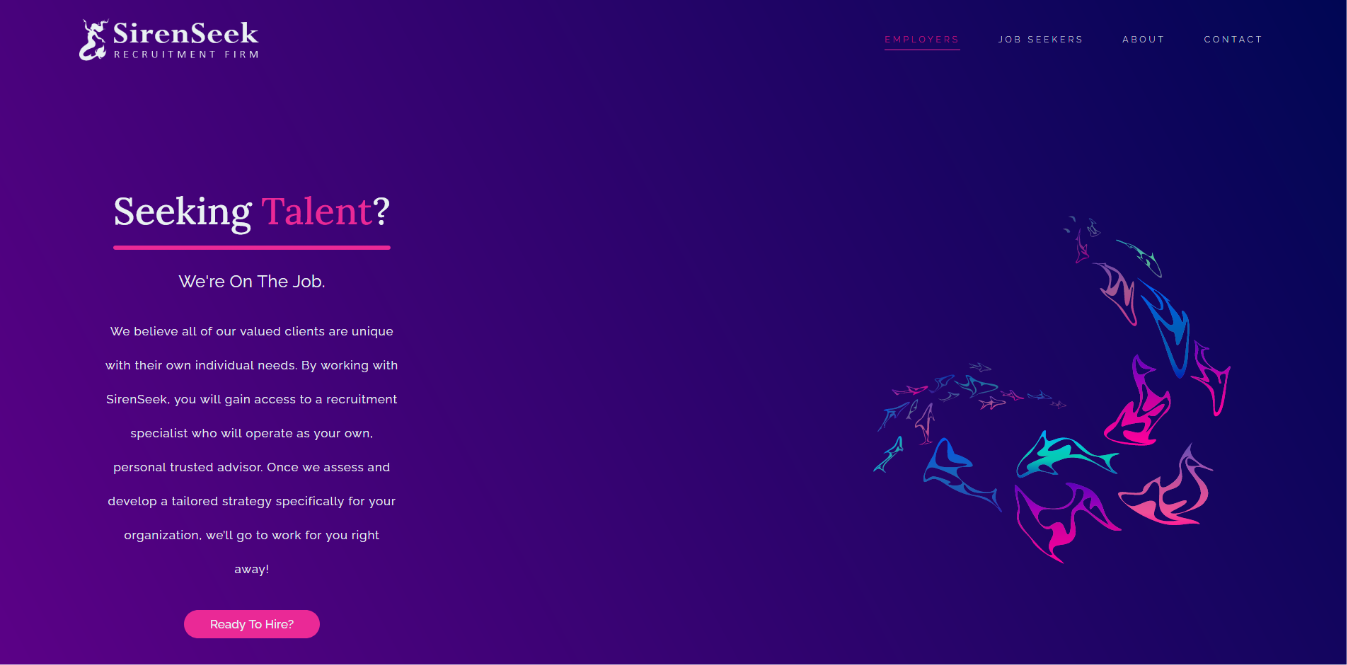 SirenSeek
RECRUITMENT FIRM
EMPLOYERS
JOB SEEKERS
ABOUT
CONTACT
Seeking Talent?
We're On The Job.
We believe all of our valued clients are unique
with their own individual needs. By working with
SirenSeek, you will gain access to a recruitment
specialist who will operate as your own,
personal trusted advisor. Once we assess and
develop a tailored strategy specifically for your
organization, we'll go to work for you right
away!
Ready To Hire?